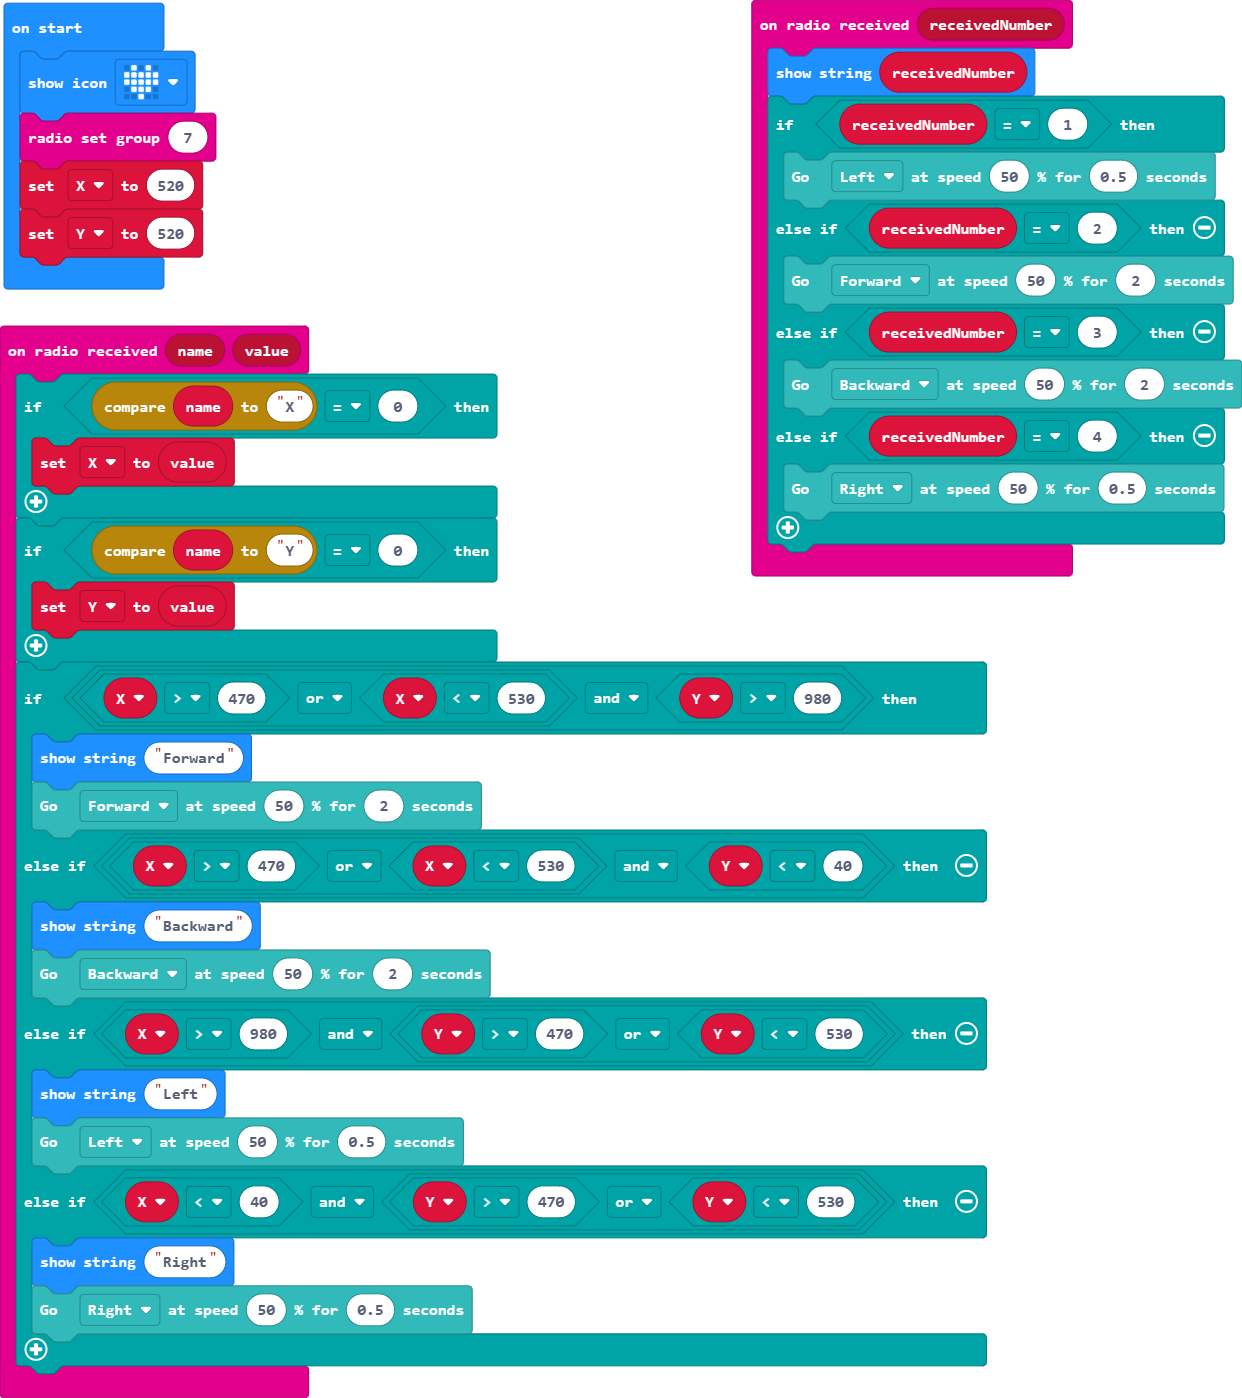 on start
show icon
radio set group 7
set X to 520
set Y to 520
on radio received name value
if compare name to "X" = 0 then
set X to value
if compare name to "Y" = 0 then
set Y to value
if X > 470 or X < 530 and Y > 980 then
show string "Forward"
Go Forward at speed 50 % for 2 seconds
else if X > 470 or X < 530 and Y < 40 then
show string "Backward"
Go Backward at speed 50 % for 2 seconds
else if X > 980 and Y > 470 or Y < 530 then
show string "Left"
Go Left at speed 50 % for 0.5 seconds
else if X < 40 and Y > 470 or Y < 530 then
show string "Right"
Go Right at speed 50 % for 0.5 seconds
on radio received receivedNumber
show string receivedNumber
if receivedNumber = 1 then
Go Left at speed 50 % for 0.5 seconds
else if receivedNumber = 2 then
Go Forward at speed 50 % for 2 seconds
else if receivedNumber = 3 then
Go Backward at speed 50 % for 2 seconds
else if receivedNumber = 4 then
Go Right at speed 50 % for 0.5 seconds